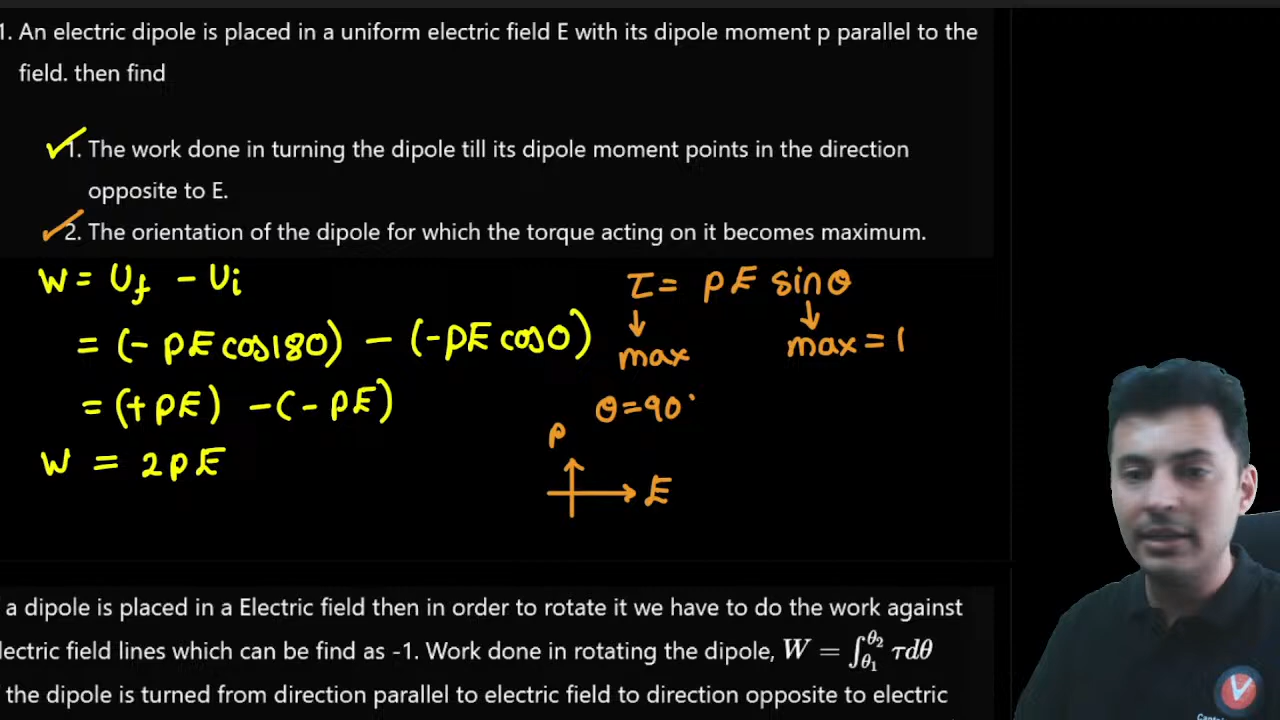 1. An electric dipole is placed in a uniform electric field E with its dipole moment p parallel to the
field. then find
1. The work done in turning the dipole till its dipole moment points in the direction
opposite to E.
2. The orientation of the dipole for which the torque acting on it becomes maximum.
W = Uf - Ui
= (- pE cos180) - (-pE cos0)
= (+pE) - (- pE)
W = 2pE
τ = pE sinθ
↓ ↓
max max = 1
θ = 90°
p
E
a dipole is placed in a Electric field then in order to rotate it we have to do the work against
lectric field lines which can be find as -1. Work done in rotating the dipole, W = ∫θ₁^θ₂ τdθ
the dipole is turned from direction parallel to electric field to direction opposite to electric